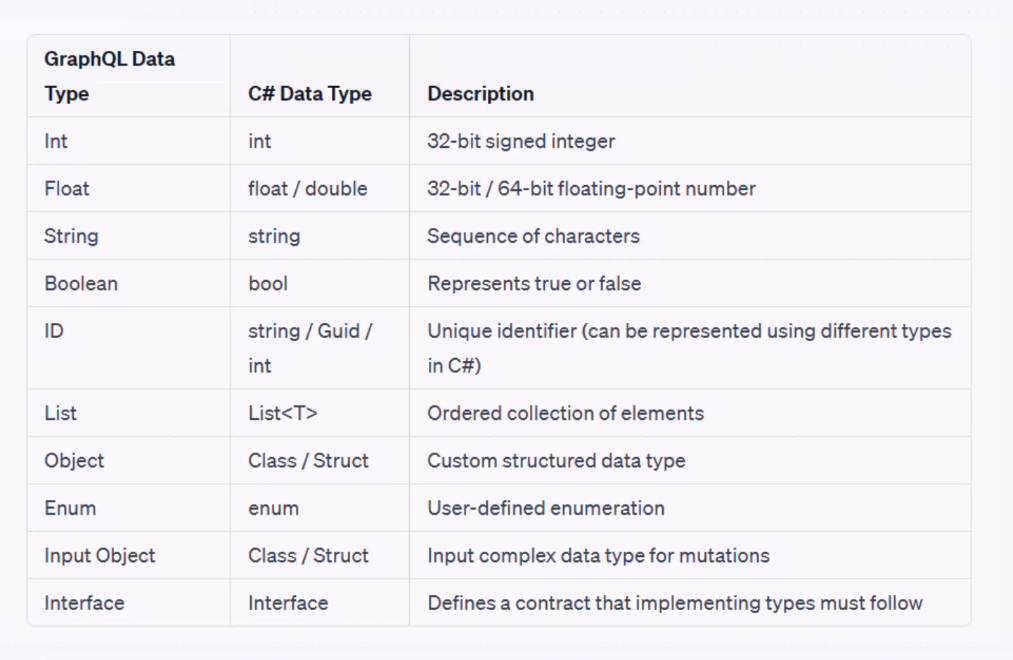 GraphQL Data
Type
C# Data Type
Description
Int
int
32-bit signed integer
Float
float / double
32-bit / 64-bit floating-point number
String
string
Sequence of characters
Boolean
bool
Represents true or false
ID
string / Guid /
int
Unique identifier (can be represented using different types
in C#)
List
List<T>
Ordered collection of elements
Object
Class / Struct
Custom structured data type
Enum
enum
User-defined enumeration
Input Object
Class / Struct
Input complex data type for mutations
Interface
Interface
Defines a contract that implementing types must follow